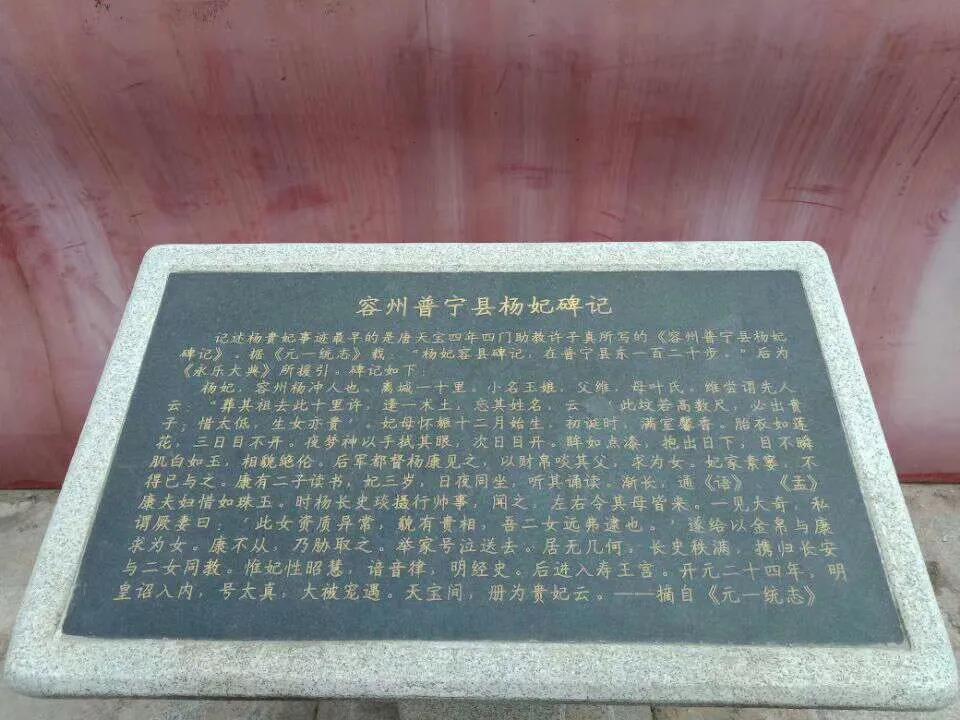 容州普宁县杨妃碑记
记述杨贵妃事迹最早的是唐天宝四年四门助教许子真所写的《容州普宁县杨妃
碑记》。据《元一统志》载："杨妃容县碑记，在普宁县东一百二十步。"后为
《永乐大典》所援引。碑记如下：
杨妃，容州杨冲人也。离城一十里。小名玉娘，父维，母叶氏。维尝谓先人
云："葬其祖去此十里许，逢一术土，忘其姓名，云：'此坟若高数尺，必出贵
子；惜太低，生女亦贵'。妃母怀娠十二月始生，初诞时，满室馨香。胎衣如莲
花，三日目不开。夜梦神以手拭其眼，次日目开。眸如点漆，抱出日下，目不瞬
肌白如玉，相貌绝伦。后军都督杨康见之，以财帛啖其父，求为女。妃家素窭，不
得已与之。康有二子读书，妃三岁，日夜同坐，听其诵读。渐长，通《语》、《孟》
康夫妇惜如珠玉。时杨长史琰摄行帅事，闻之，左右令其母皆来。一见大奇，私
谓厥妻曰：'此女资质异常，貌有贵相，吾二女远弗逮也。'遂给以金帛与康
求为女。康不从，乃胁取之。举家号泣送去。居无几何，长史秩满，携归长安
与二女同教。惟妃性昭慧，谙音律，明经史。后进入寿王宫。开元二十四年，明
皇诏入内，号太真，大被宠遇。天宝间，册为贵妃云。——摘自《元一统志》